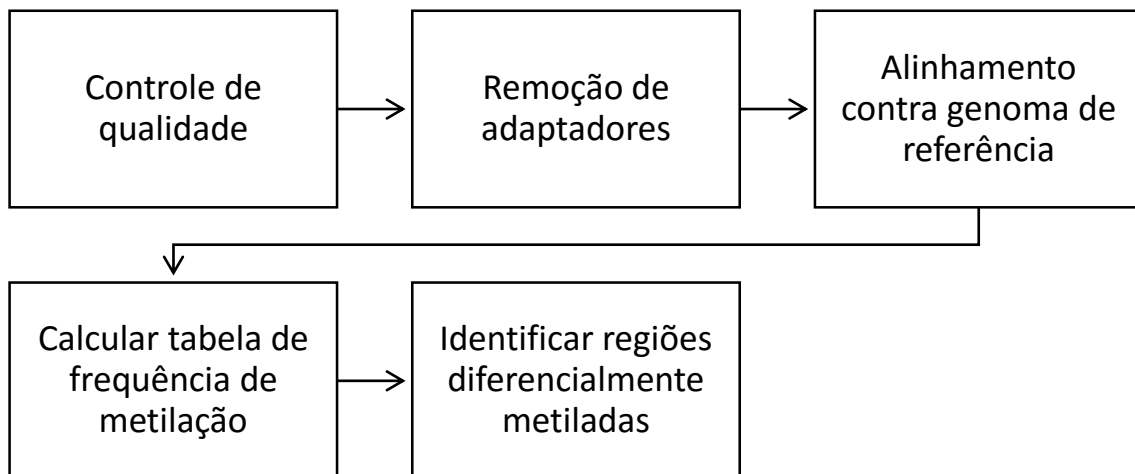 Controle de
qualidade
Remoção de
adaptadores
Alinhamento
contra genoma de
referência
Calcular tabela de
frequência de
metilação
Identificar regiões
diferencialmente
metiladas